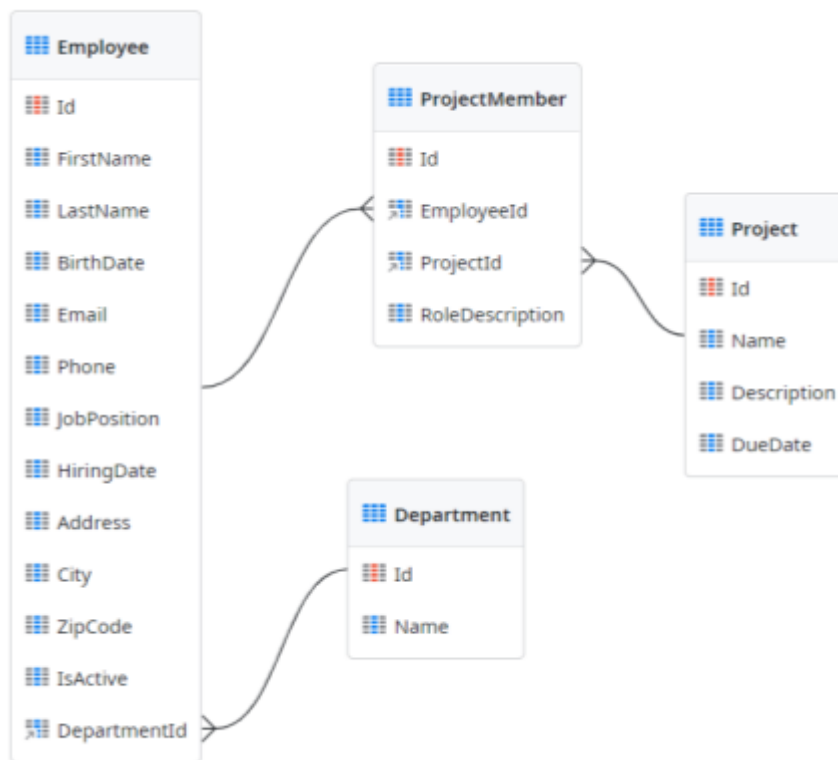 Employee
Id
FirstName
LastName
BirthDate
Email
Phone
JobPosition
HiringDate
Address
City
ZipCode
IsActive
DepartmentId
ProjectMember
Id
EmployeeId
ProjectId
RoleDescription
Project
Id
Name
Description
DueDate
Department
Id
Name